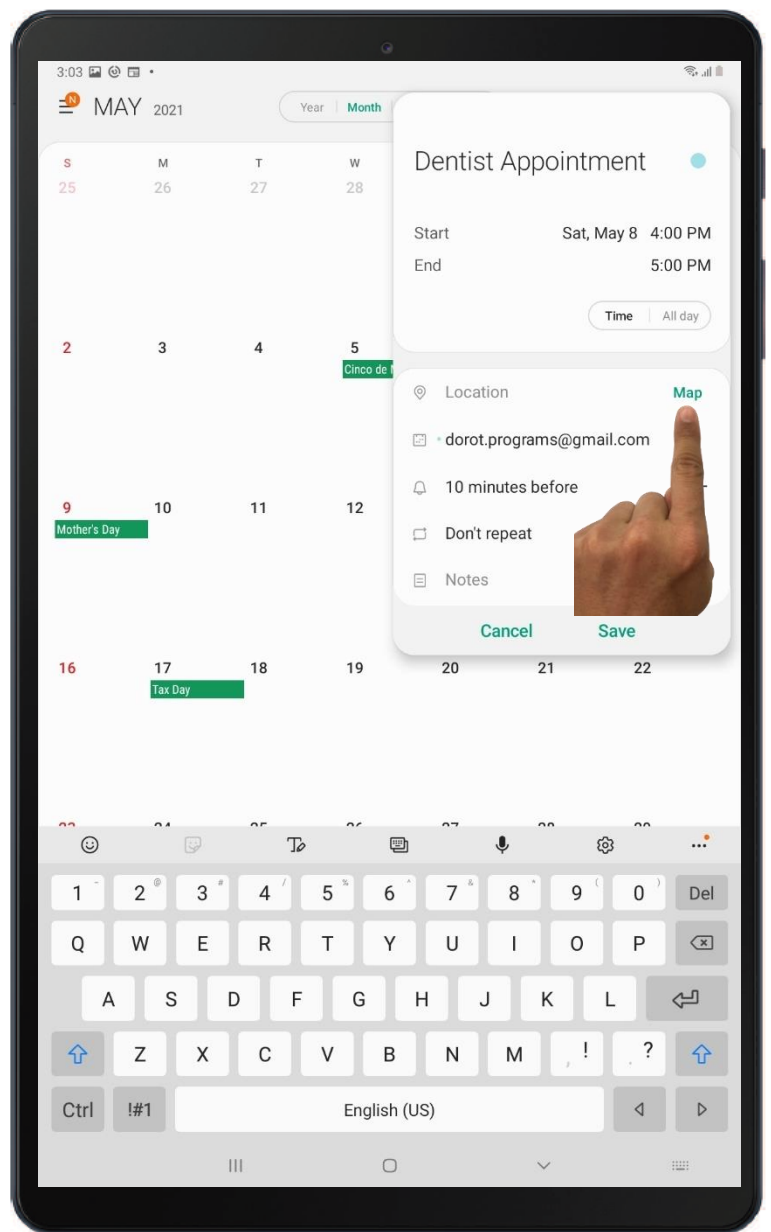 3:03
MAY 2021
Year Month
Dentist Appointment
S M T W
25 26 27 28
Start Sat, May 8 4:00 PM
End 5:00 PM
Time All day
2 3 4 5
Cinco de
Location Map
dorot.programs@gmail.com
10 minutes before
9 10 11 12
Mother's Day
Don't repeat
Notes
Cancel Save
16 17 18 19 20 21 22
Tax Day
1 - 2 @ 3 # 4 / 5 % 6 ^ 7 & 8 * 9 ( 0 ) Del
Q W E R T Y U I O P
A S D F G H J K L
Z X C V B N M , ! . ?
Ctrl !#1 English (US)